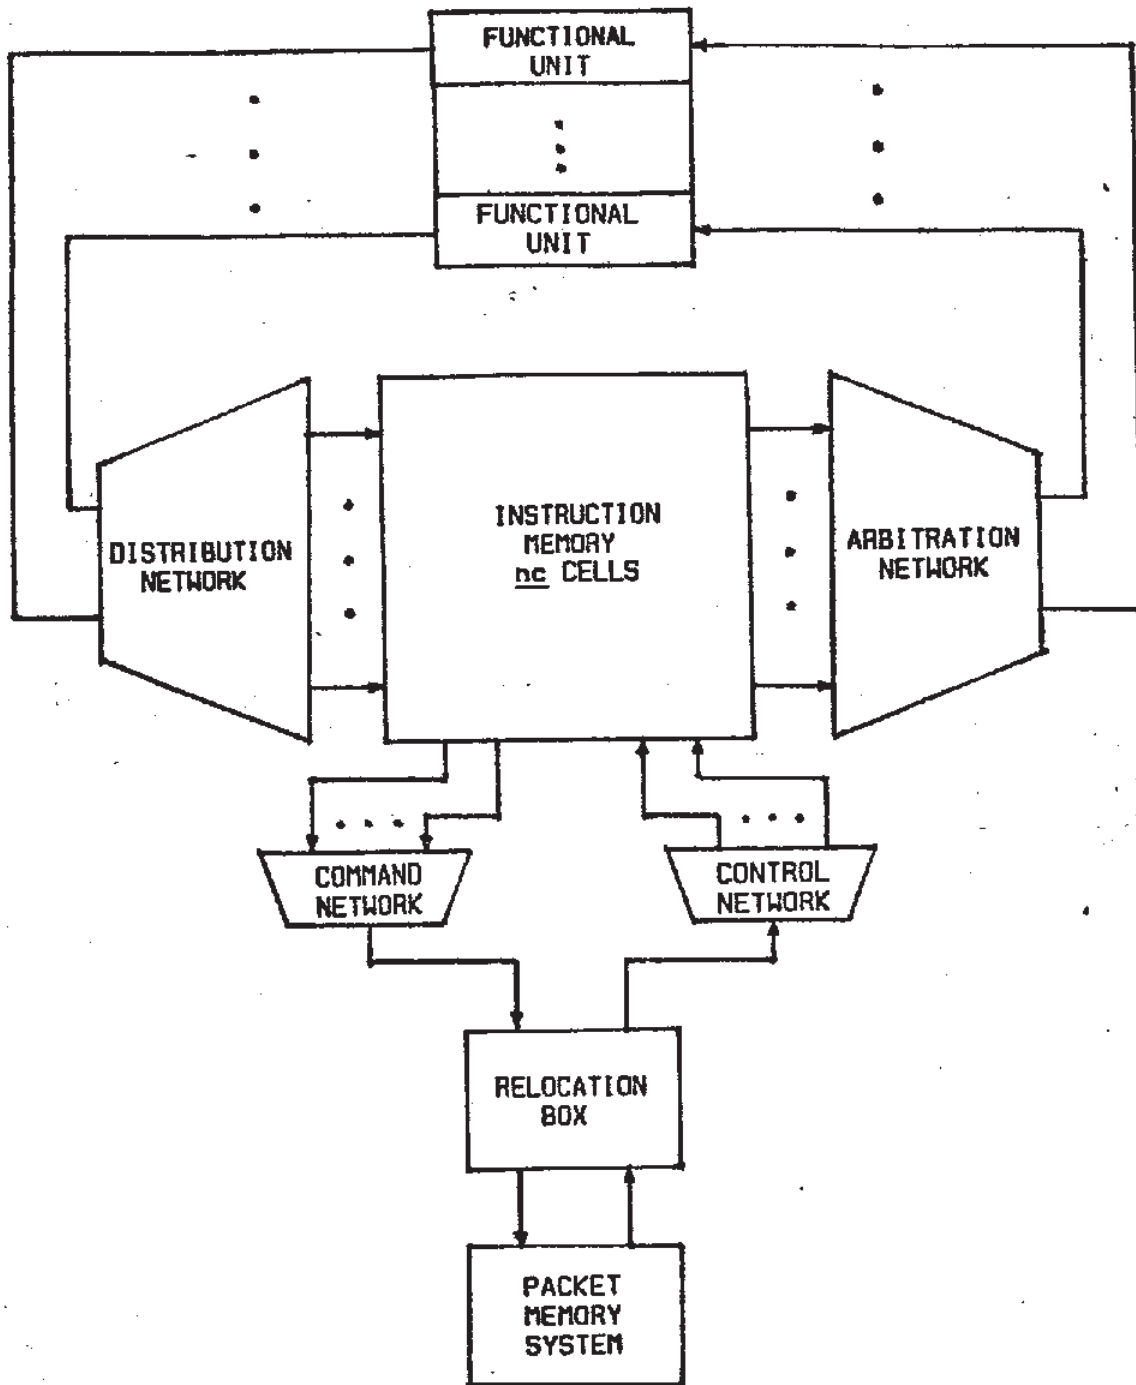 FUNCTIONAL
UNIT
FUNCTIONAL
UNIT
DISTRIBUTION
NETWORK
INSTRUCTION
MEMORY
nc CELLS
ARBITRATION
NETWORK
COMMAND
NETWORK
CONTROL
NETWORK
RELOCATION
BOX
PACKET
MEMORY
SYSTEM